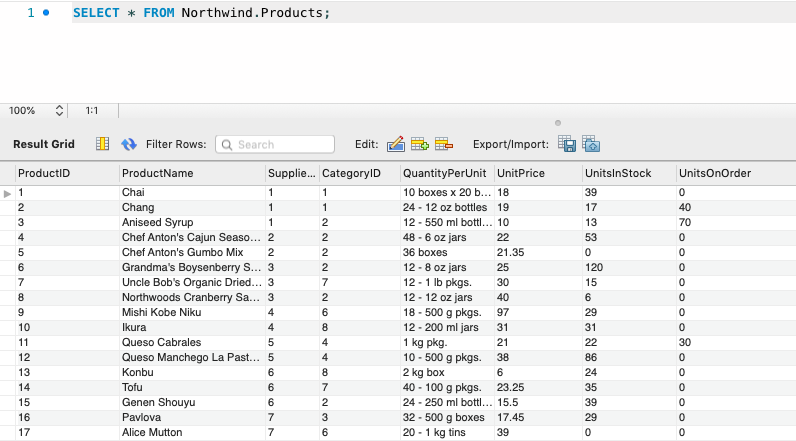 1 SELECT * FROM Northwind.Products;
100% 1:1
Result Grid Filter Rows: Search Edit: Export/Import:
ProductID ProductName Supplie... CategoryID QuantityPerUnit UnitPrice UnitsInStock UnitsOnOrder
1 Chai 1 1 10 boxes x 20 b... 18 39 0
2 Chang 1 1 24 - 12 oz bottles 19 17 40
3 Aniseed Syrup 1 2 12 - 550 ml bottl... 10 13 70
4 Chef Anton's Cajun Seaso... 2 2 48 - 6 oz jars 22 53 0
5 Chef Anton's Gumbo Mix 2 2 36 boxes 21.35 0 0
6 Grandma's Boysenberry S... 3 2 12 - 8 oz jars 25 120 0
7 Uncle Bob's Organic Dried... 3 7 12 - 1 lb pkgs. 30 15 0
8 Northwoods Cranberry Sa... 3 2 12 - 12 oz jars 40 6 0
9 Mishi Kobe Niku 4 6 18 - 500 g pkgs. 97 29 0
10 Ikura 4 8 12 - 200 ml jars 31 31 0
11 Queso Cabrales 5 4 1 kg pkg. 21 22 30
12 Queso Manchego La Past... 5 4 10 - 500 g pkgs. 38 86 0
13 Konbu 6 8 2 kg box 6 24 0
14 Tofu 6 7 40 - 100 g pkgs. 23.25 35 0
15 Genen Shouyu 6 2 24 - 250 ml bottl... 15.5 39 0
16 Pavlova 7 3 32 - 500 g boxes 17.45 29 0
17 Alice Mutton 7 6 20 - 1 kg tins 39 0 0